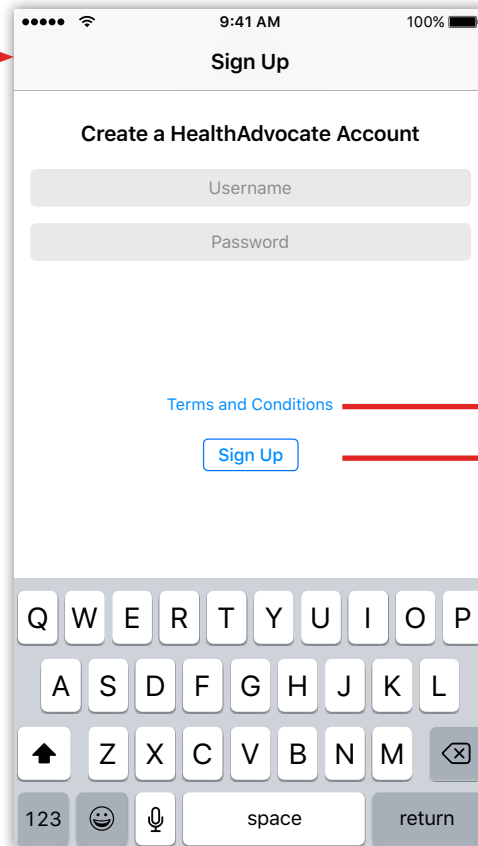 9:41 AM 100%
Sign Up
Create a HealthAdvocate Account
Username
Password
Terms and Conditions
Sign Up
Q W E R T Y U I O P
A S D F G H J K L
Z X C V B N M
123 space return